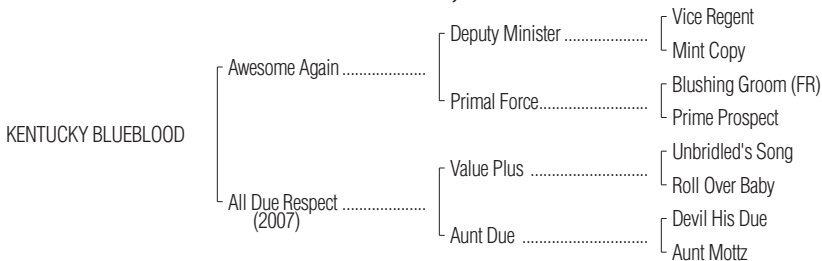 Vice Regent
Deputy Minister ....................
Mint Copy
Awesome Again ....................
Blushing Groom (FR)
Primal Force..........................
Prime Prospect
KENTUCKY BLUEBLOOD
Unbridled's Song
Value Plus ............................
Roll Over Baby
All Due Respect ....................
(2007)
Devil His Due
Aunt Due ..............................
Aunt Mottz